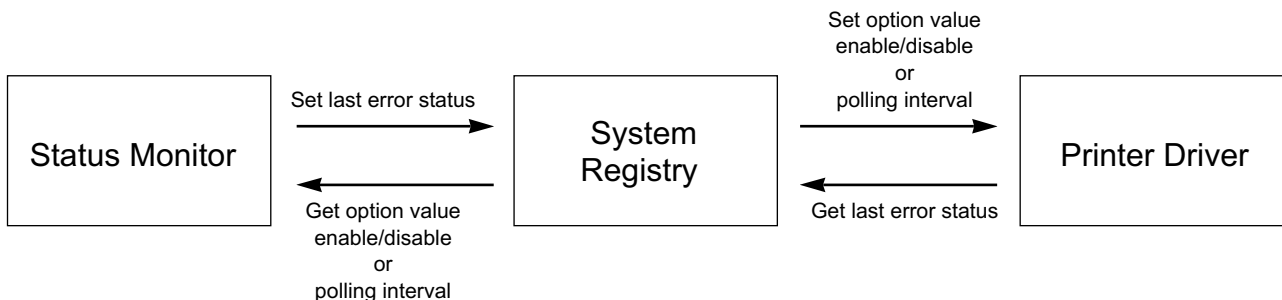 Set option value
enable/disable
or
polling interval
Set last error status
Status Monitor
System
Registry
Printer Driver
Get option value
enable/disable
or
polling interval
Get last error status